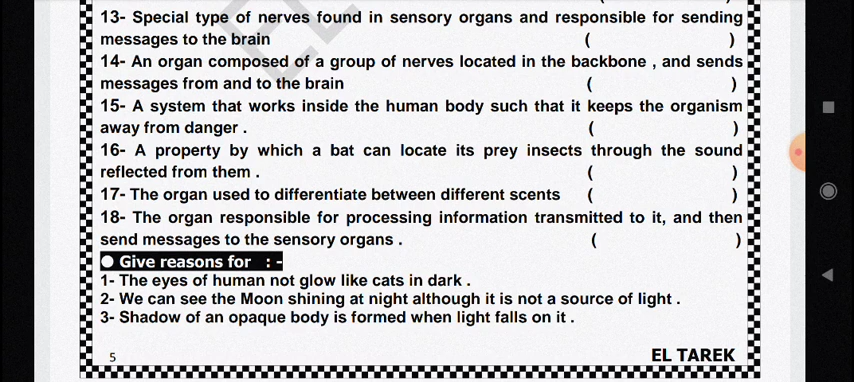 13- Special type of nerves found in sensory organs and responsible for sending
messages to the brain ( )
14- An organ composed of a group of nerves located in the backbone , and sends
messages from and to the brain ( )
15- A system that works inside the human body such that it keeps the organism
away from danger . ( )
16- A property by which a bat can locate its prey insects through the sound
reflected from them . ( )
17- The organ used to differentiate between different scents ( )
18- The organ responsible for processing information transmitted to it, and then
send messages to the sensory organs . ( )
● Give reasons for : -
1- The eyes of human not glow like cats in dark .
2- We can see the Moon shining at night although it is not a source of light .
3- Shadow of an opaque body is formed when light falls on it .
5 EL TAREK